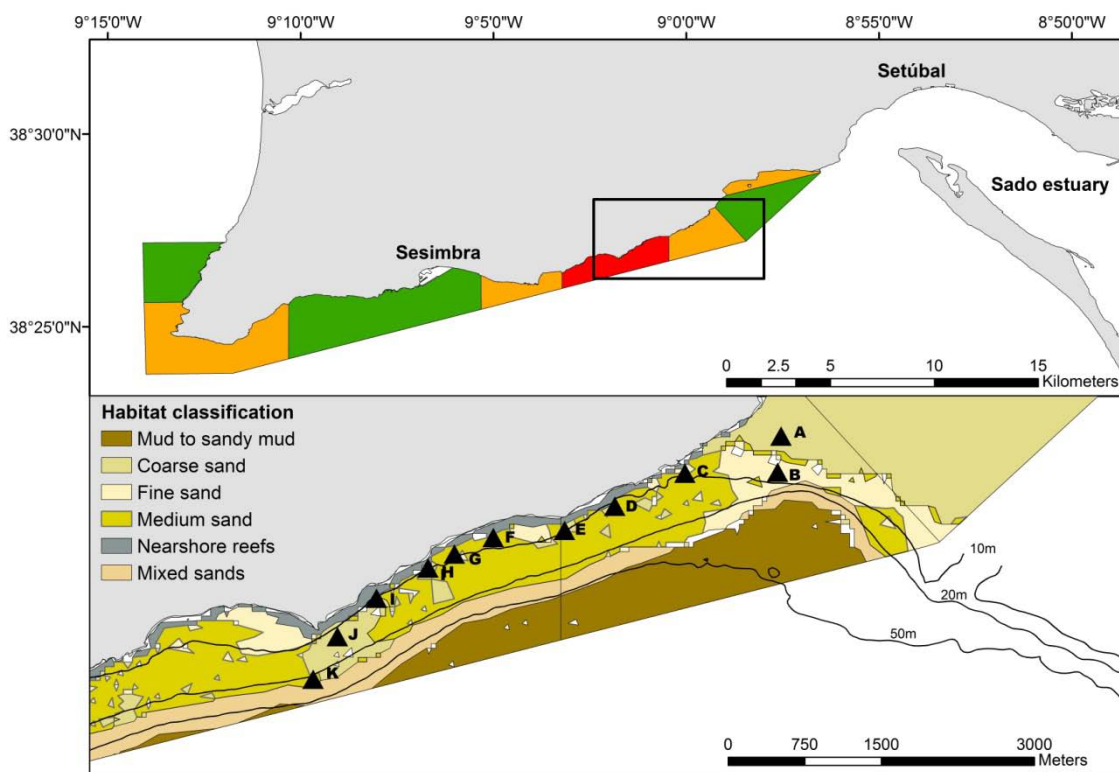 9°15'0"W 9°10'0"W 9°5'0"W 9°0'0"W 8°55'0"W 8°50'0"W
Setúbal
38°30'0"N
Sado estuary
Sesimbra
38°25'0"N
0 2.5 5 10 15
Kilometers
Habitat classification
Mud to sandy mud
Coarse sand
Fine sand
Medium sand
Nearshore reefs
Mixed sands
A
B
C
D
E
F
G
H
I
J
K
10m
20m
50m
0 750 1500 3000
Meters